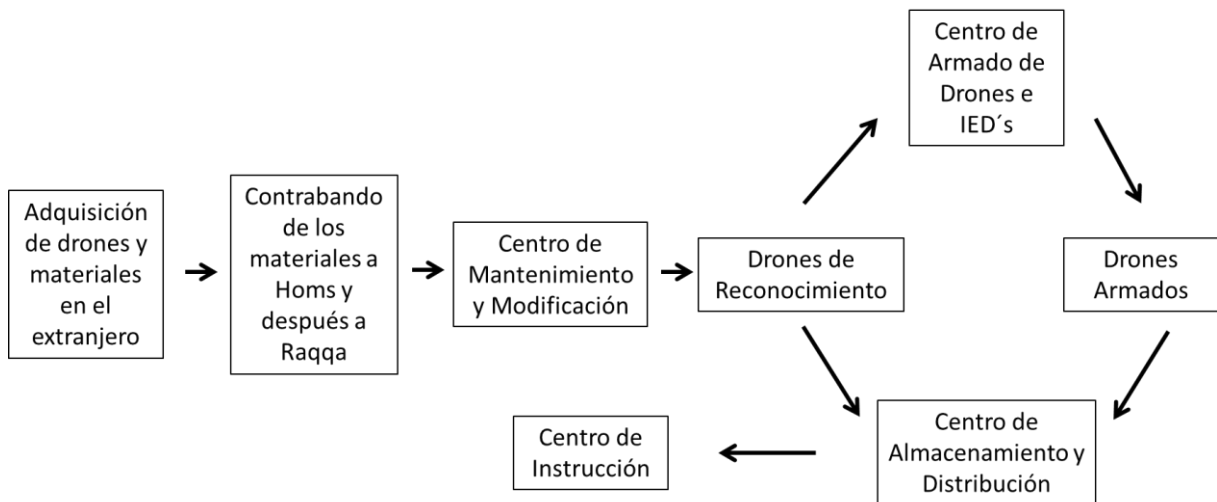 Adquisición
de drones y
materiales
en el
extranjero
Contrabando
de los
materiales a
Homs y
después a
Raqqa
Centro de
Mantenimiento
y Modificación
Drones de
Reconocimiento
Centro de
Armado de
Drones e
IED´s
Drones
Armados
Centro de
Almacenamiento y
Distribución
Centro de
Instrucción